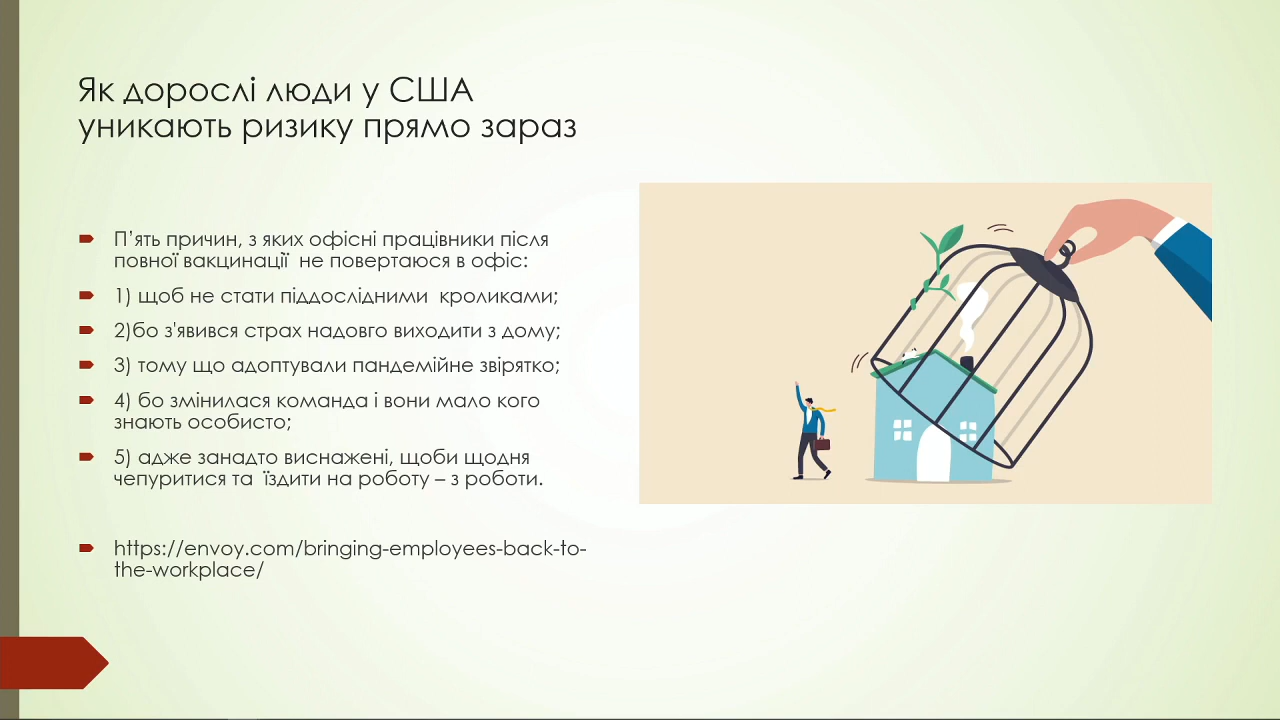 Як дорослі люди у США
уникають ризику прямо зараз
П’ять причин, з яких офісні працівники після
повної вакцинації  не повертаюся в офіс:
1) щоб не стати піддослідними  кроликами;
2)бо з'явився страх надовго виходити з дому;
3) тому що адоптували пандемійне звірятко;
4) бо змінилася команда і вони мало кого
знають особисто;
5) адже занадто виснажені, щоби щодня
чепуритися та  їздити на роботу – з роботи.
https://envoy.com/bringing-employees-back-to-
the-workplace/